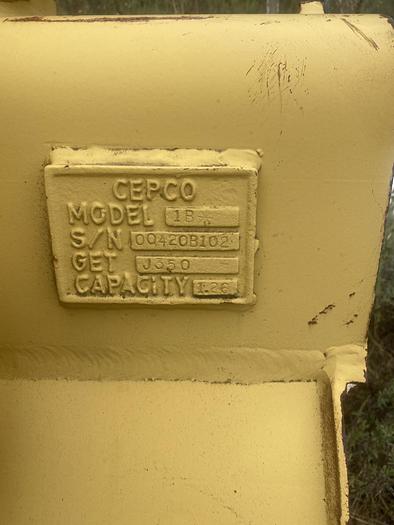 CEPCO
MODEL 1B
S/N 00420B102
GET J350
CAPACITY 1.26